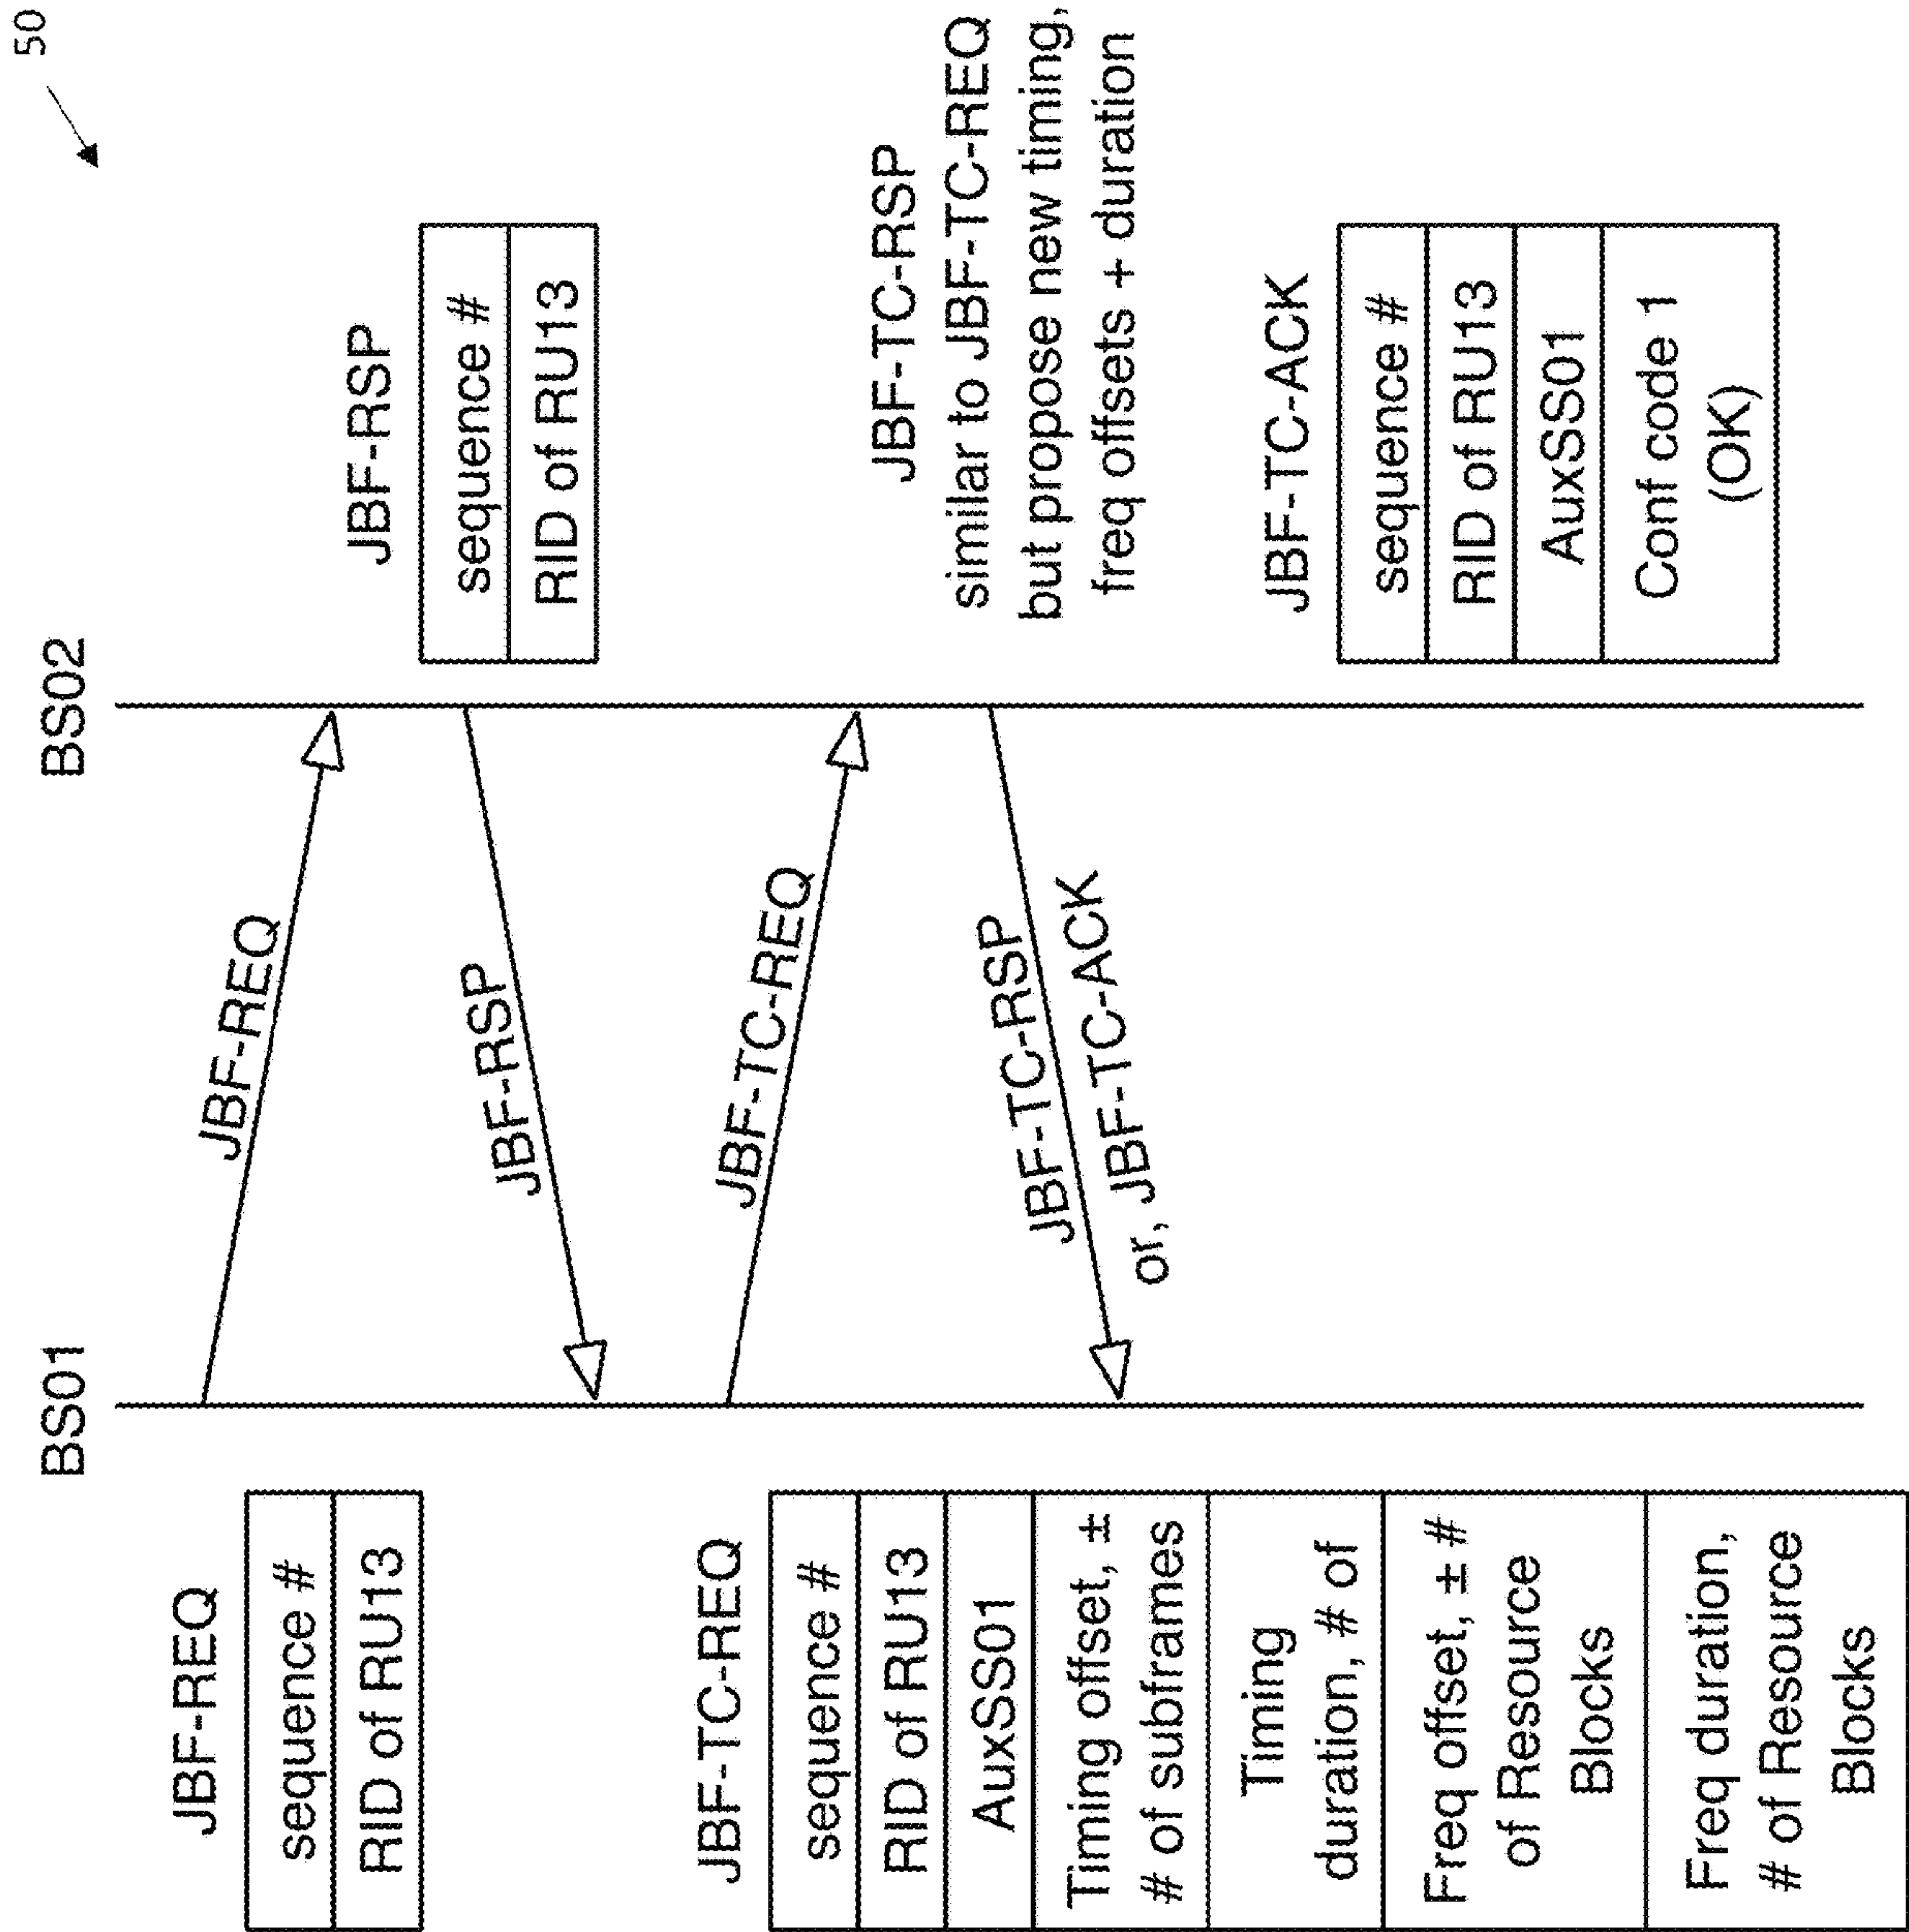 50
BS01
BS02
JBF-REQ
sequence #
RID of RU13
JBF-REQ
JBF-RSP
JBF-RSP
sequence #
RID of RU13
JBF-TC-REQ
sequence #
RID of RU13
AuxSS01
Timing offset, ±
# of subframes
Timing
duration, # of
Freq offset, ± #
of Resource
Blocks
Freq duration,
# of Resource
Blocks
JBF-TC-REQ
JBF-TC-RSP
or, JBF-TC-ACK
JBF-TC-RSP
similar to JBF-TC-REQ
but propose new timing,
freq offsets + duration
JBF-TC-ACK
sequence #
RID of RU13
AuxSS01
Conf code 1
(OK)